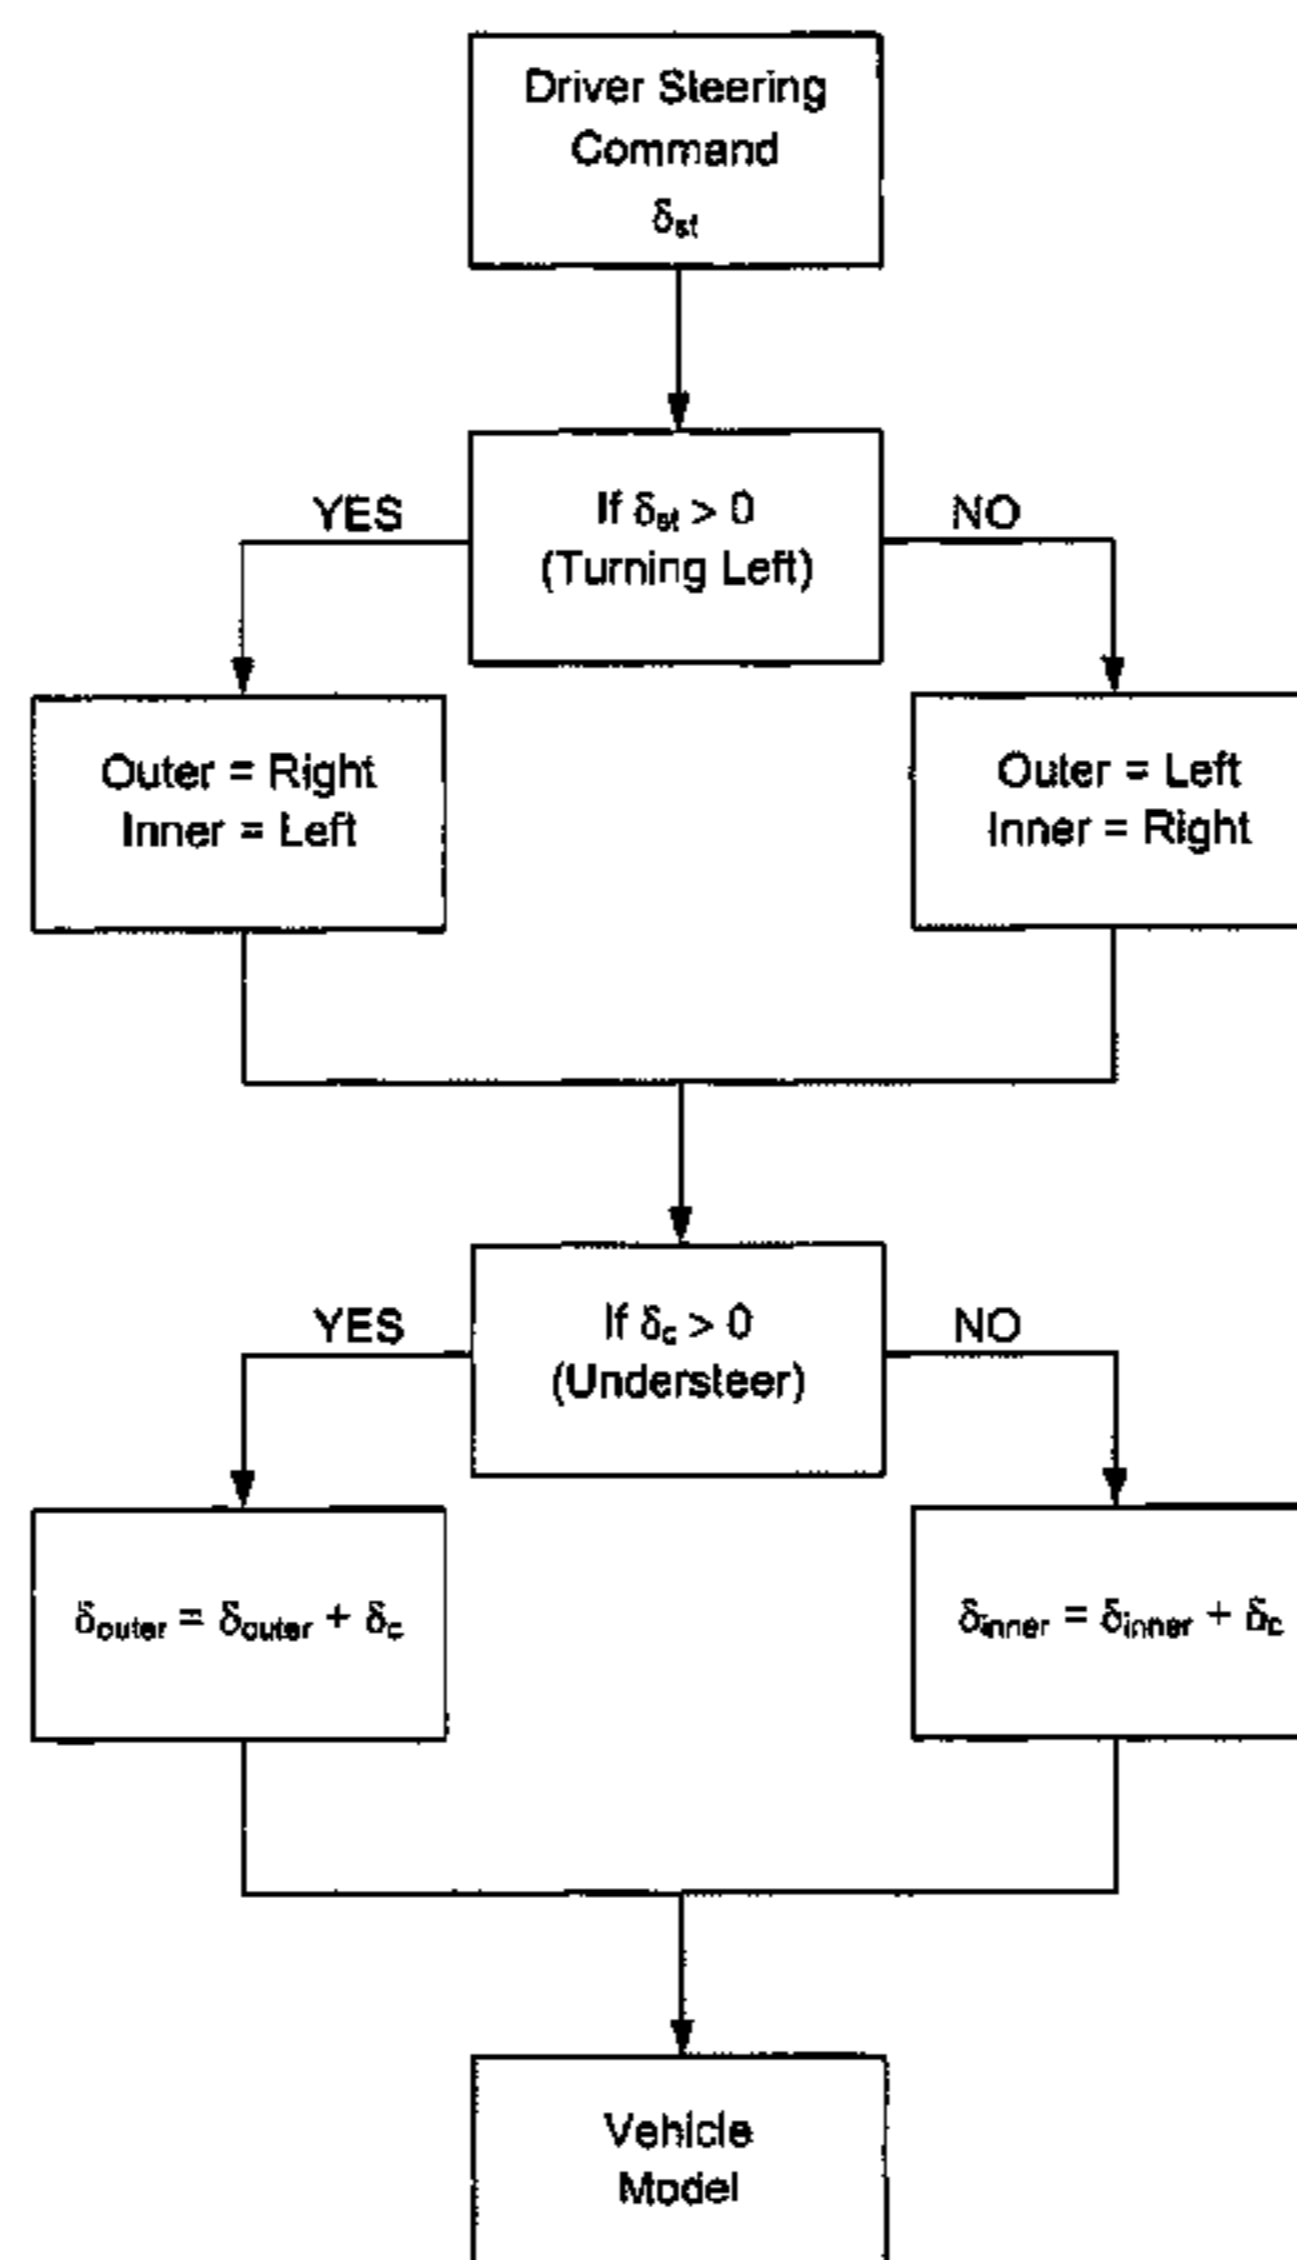 Driver Steering
Command
δst
If δst > 0
(Turning Left)
YES
NO
Outer = Right
Inner = Left
Outer = Left
Inner = Right
If δc > 0
(Understeer)
YES
NO
δouter = δouter + δc
δinner = δinner + δc
Vehicle
Model